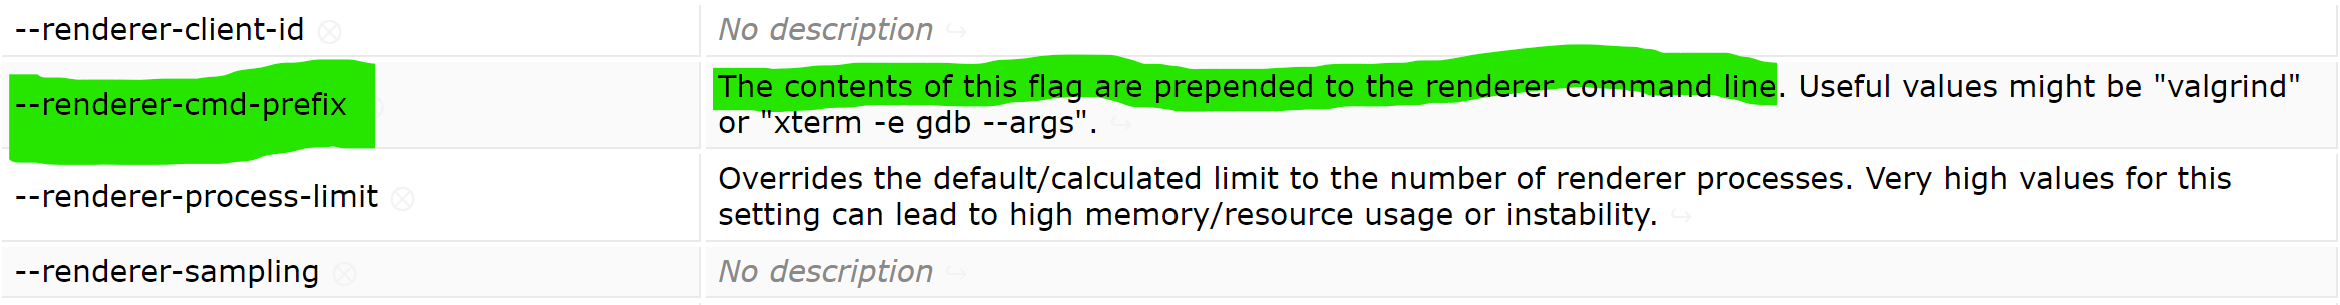 --renderer-client-id ⊗ No description ↪
--renderer-cmd-prefix The contents of this flag are prepended to the renderer command line. Useful values might be "valgrind"
or "xterm -e gdb --args". ↪
--renderer-process-limit ⊗ Overrides the default/calculated limit to the number of renderer processes. Very high values for this
setting can lead to high memory/resource usage or instability. ↪
--renderer-sampling ⊗ No description ↪